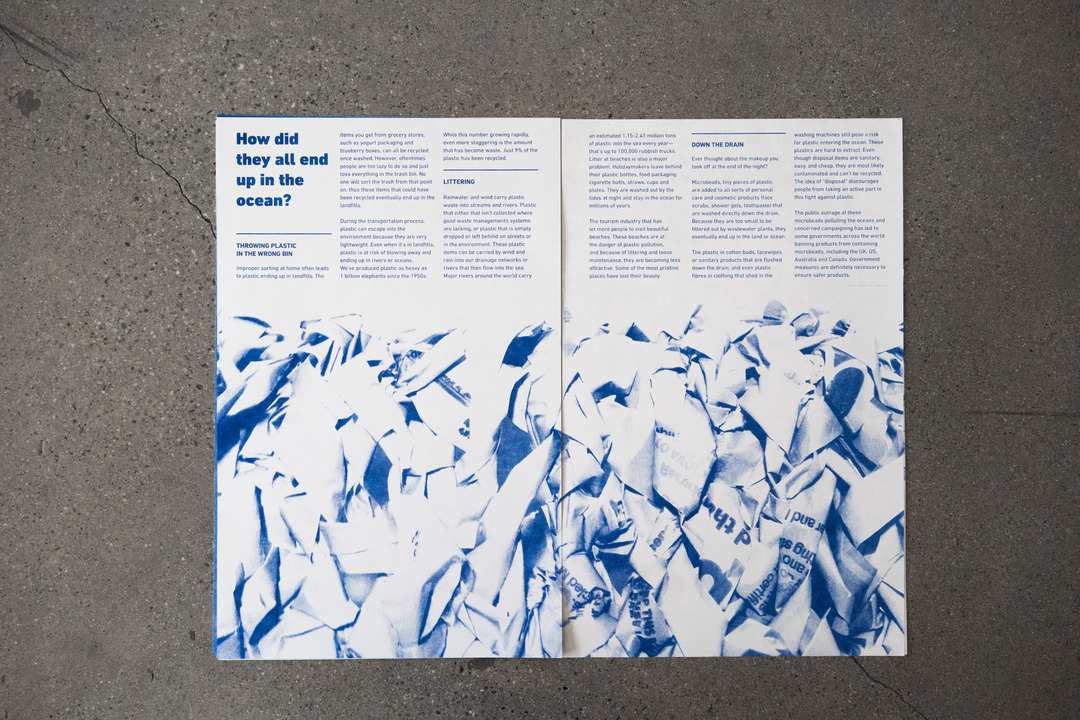 How did
they all end
up in the
ocean?
THROWING PLASTIC
IN THE WRONG BIN
Improper sorting at home often leads
to plastic ending up in landfills. The
items you get from grocery stores,
such as yogurt packaging and
blueberry boxes, can all be recycled
once washed. However, oftentimes
people are too lazy to do so and just
toss everything in the trash bin. No
one will sort the trash from that point
on, thus these items that could have
been recycled eventually end up in the
landfills.
During the transportation process,
plastic can escape into the
environment because they are very
lightweight. Even when it in landfills,
plastic is at risk of blowing away and
ending up in rivers or oceans.
We've produced plastic as heavy as
1 billion elephants since the 1950s.
While this number growing rapidly,
even more staggering is the amount
that has become waste. Just 9% of the
plastic has been recycled.
LITTERING
Rainwater and wind carry plastic
waste into streams and rivers. Plastic
that either that isn't collected where
good waste managements systems
are lacking, or plastic that is simply
dropped or left behind on streets or
in the environment. These plastic
items can be carried by wind and
rain into our drainage networks or
rivers that then flow into the sea.
Major rivers around the world carry
an estimated 1.15-2.41 million tons
of plastic into the sea every year—
that's up to 100,000 rubbish trucks.
Litter at beaches is also a major
problem. Holidaymakers leave behind
their plastic bottles, food packaging,
cigarette butts, straws, cups and
plates. They are washed out by the
tides at night and stay in the ocean for
millions of years.
The tourism industry that has
let more people to visit beautiful
beaches. These beaches are at
the danger of plastic pollution,
and because of littering and loose
maintenance, they are becoming less
attractive. Some of the most pristine
places have lost their beauty.
DOWN THE DRAIN
Ever thought about the makeup you
took off at the end of the night?
Microbeads, tiny pieces of plastic,
are added to all sorts of personal
care and cosmetic products (face
scrubs, shower gels, toothpaste) that
are washed directly down the drain.
Because they are too small to be
filtered out by wastewater plants, they
eventually end up in the land or ocean.
The plastic in cotton buds, facewipes
or sanitary products that are flushed
down the drain, and even plastic
fibres in clothing that shed in the
washing machines still pose a risk
for plastic entering the ocean. These
plastics are hard to extract. Even
though disposal items are sanitary,
easy, and cheap, they are most likely
contaminated and can't be recycled.
The idea of "disposal" discourages
people from taking an active part in
this fight against plastic.
The public outrage at these
microbeads polluting the oceans and
concerned campaigning has led to
some governments across the world
banning products from containing
microbeads, including the UK, US,
Australia and Canada. Government
measures are definitely necessary to
ensure safer products.
d th
er and
ing s
and
certifi